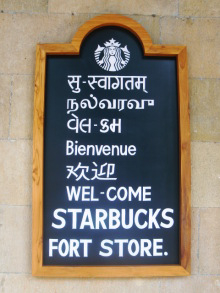 सु-स्वागतम्
நல்வரவு
વેલ-કમ
Bienvenue
欢迎
WEL-COME
STARBUCKS
FORT STORE.